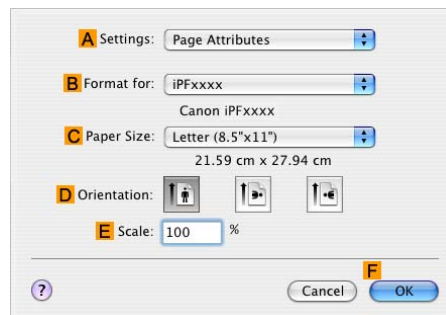 A Settings: Page Attributes
B Format for: iPFxxxx
Canon iPFxxxx
C Paper Size: Letter (8.5"x11")
21.59 cm x 27.94 cm
D Orientation:
E Scale: 100 %
F
? Cancel OK